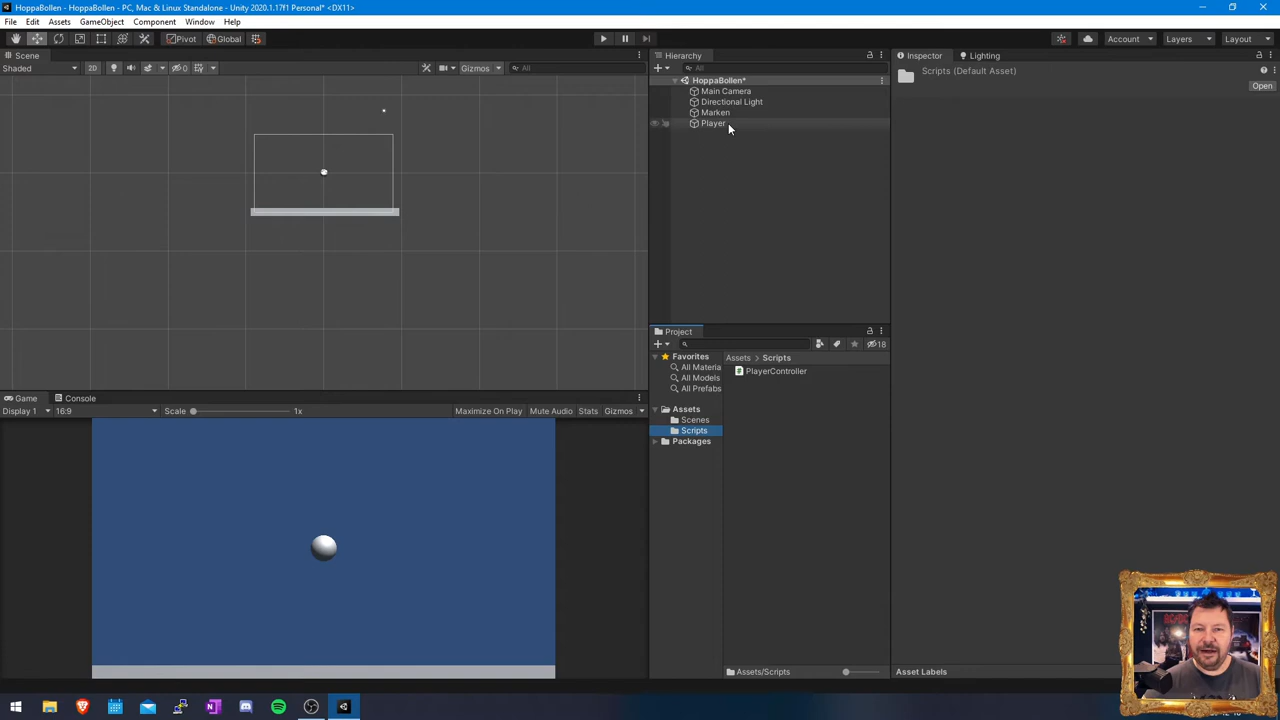 HoppaBollen - HoppaBollen - PC, Mac & Linux Standalone - Unity 2020.1.17f1 Personal* <DX11>
File Edit Assets GameObject Component Window Help
Pivot Global Account Layers Layout
Scene
Shaded 2D 0 Gizmos All
Hierarchy
All
HoppaBollen*
Main Camera
Directional Light
Marken
Player
Inspector Lighting
Scripts (Default Asset)
Open
Project
18
Favorites
All Materia
All Models
All Prefabs
Assets
Scenes
Scripts
Packages
Assets > Scripts
PlayerController
Game Console
Display 1 16:9 Scale 1x Maximize On Play Mute Audio Stats Gizmos
Assets/Scripts
Asset Labels